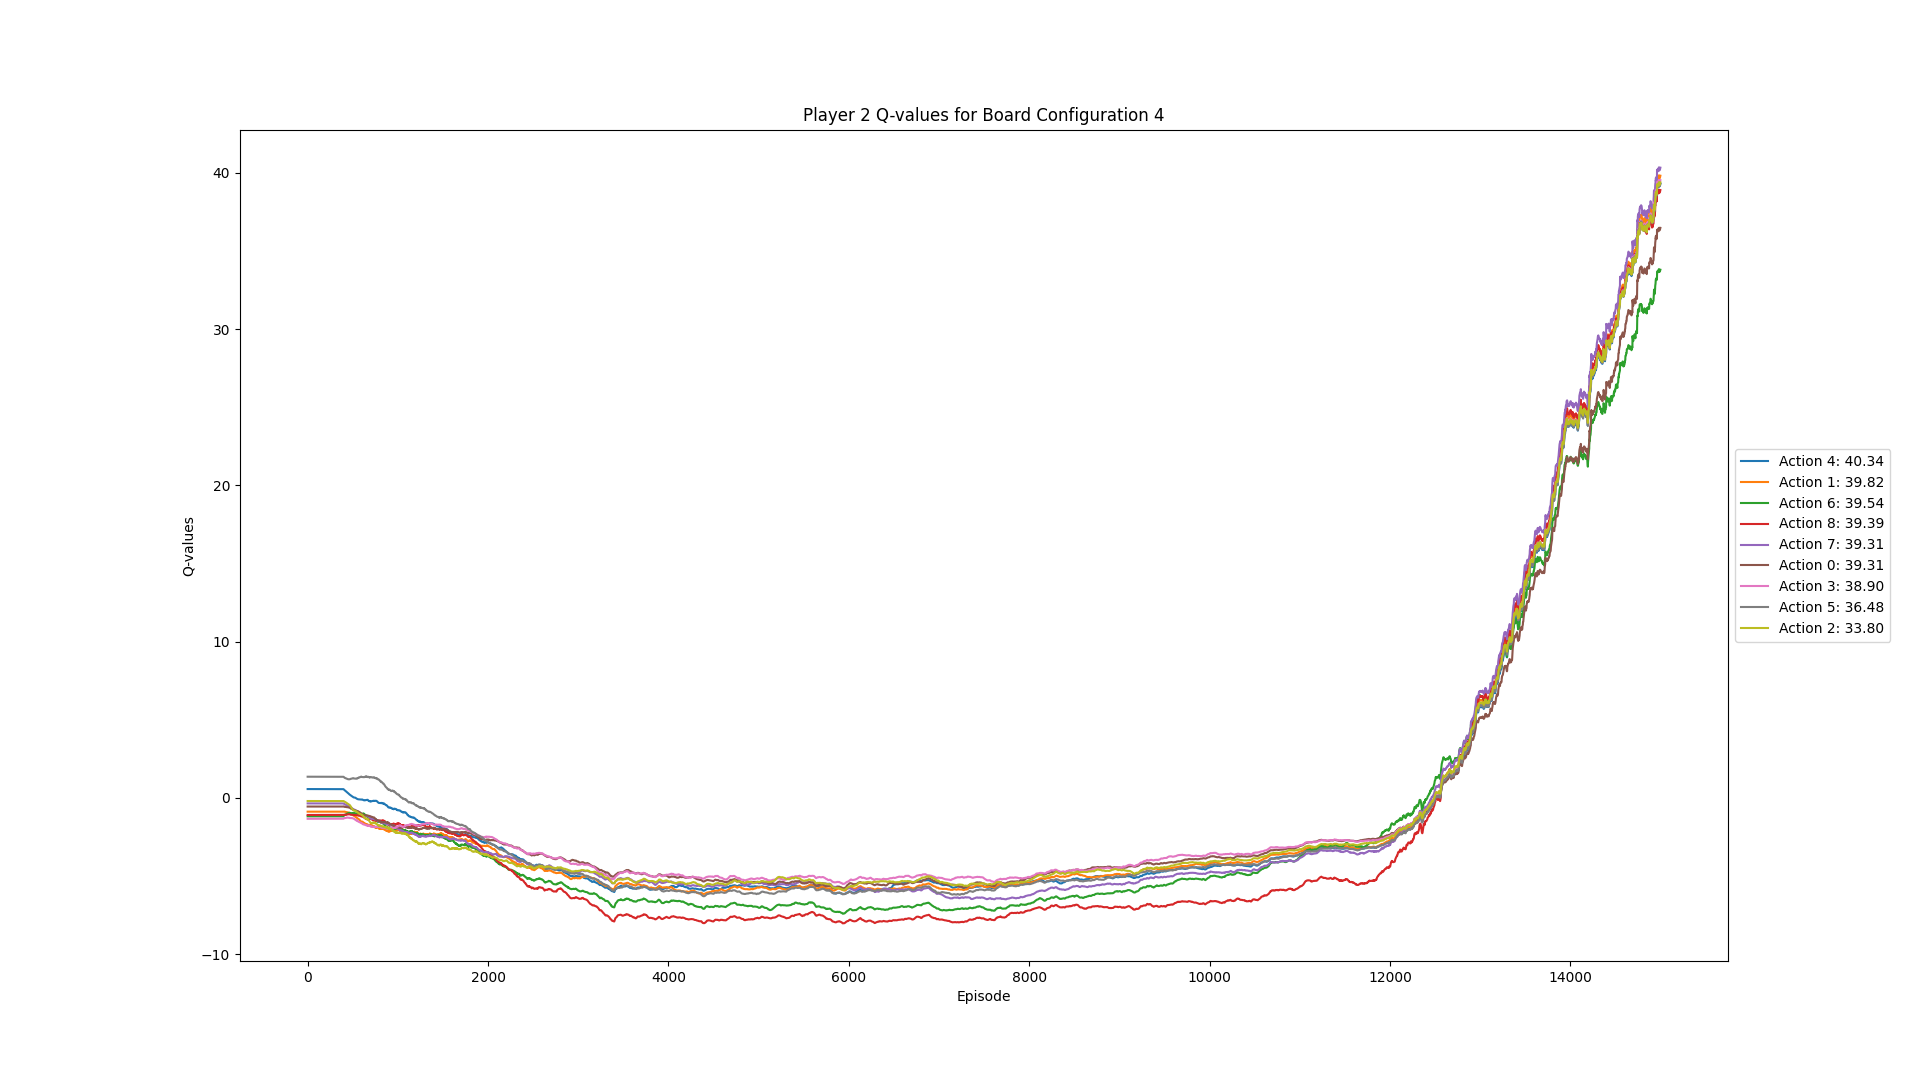 Player 2 Q-values for Board Configuration 4
40
30
20
10
0
−10
Q-values
0
2000
4000
6000
8000
10000
12000
14000
Episode
Action 4: 40.34
Action 1: 39.82
Action 6: 39.54
Action 8: 39.39
Action 7: 39.31
Action 0: 39.31
Action 3: 38.90
Action 5: 36.48
Action 2: 33.80